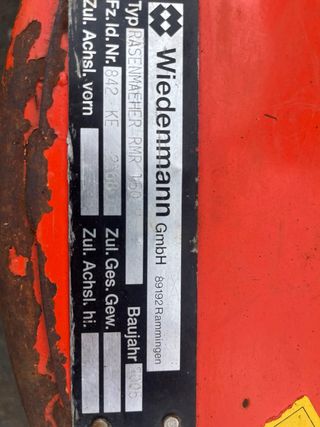 Wiedenmann GmbH
89192 Rammingen
Typ RASENMAEHER RMR 160 Baujahr
Fz. Id. Nr. 842 KE Zul. Ges. Gew.
Zul. Achsl. vorn Zul. Achsl. hi.